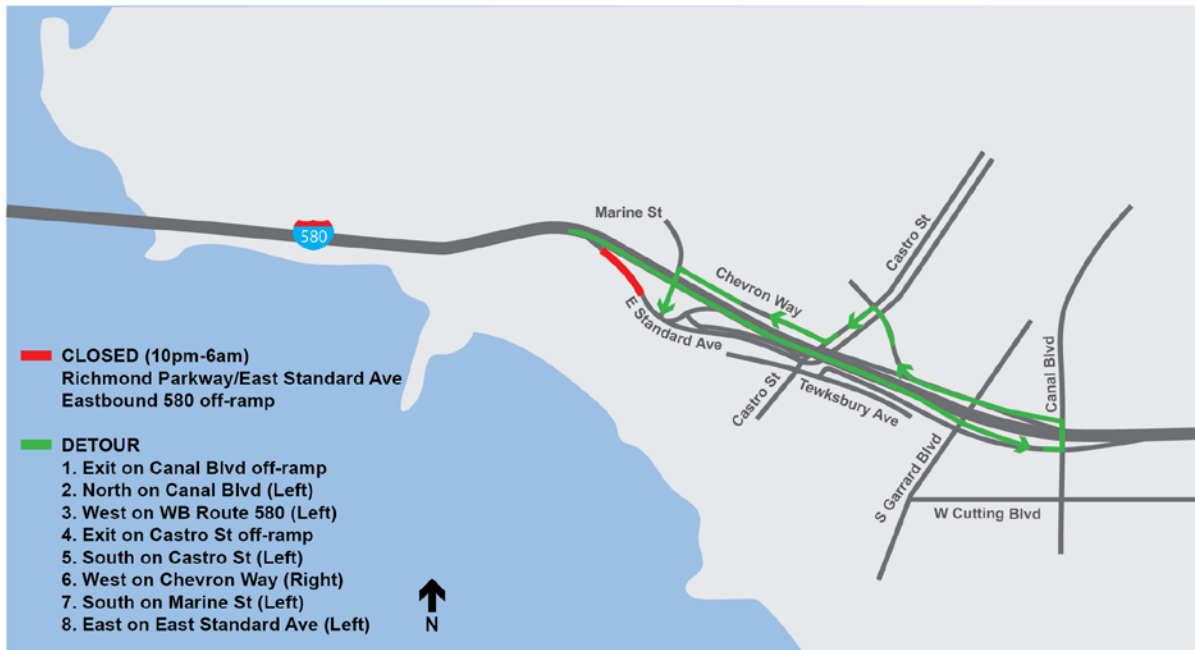 580
Marine St
Castro St
Chevron Way
E Standard Ave
Canal Blvd
Castro St
Tewksbury Ave
S Garrard Blvd
W Cutting Blvd
CLOSED (10pm-6am)
Richmond Parkway/East Standard Ave
Eastbound 580 off-ramp
DETOUR
1. Exit on Canal Blvd off-ramp
2. North on Canal Blvd (Left)
3. West on WB Route 580 (Left)
4. Exit on Castro St off-ramp
5. South on Castro St (Left)
6. West on Chevron Way (Right)
7. South on Marine St (Left)
8. East on East Standard Ave (Left)
N